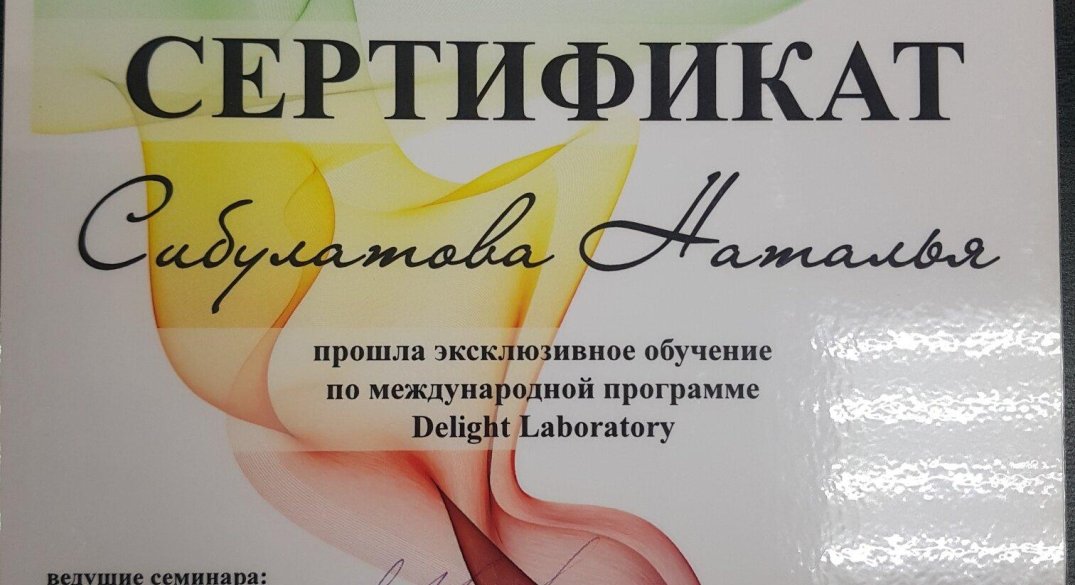 СЕРТИФИКАТ
Сибулатова Наталья
прошла эксклюзивное обучение
по международной программе
Delight Laboratory
ведущие семинара: